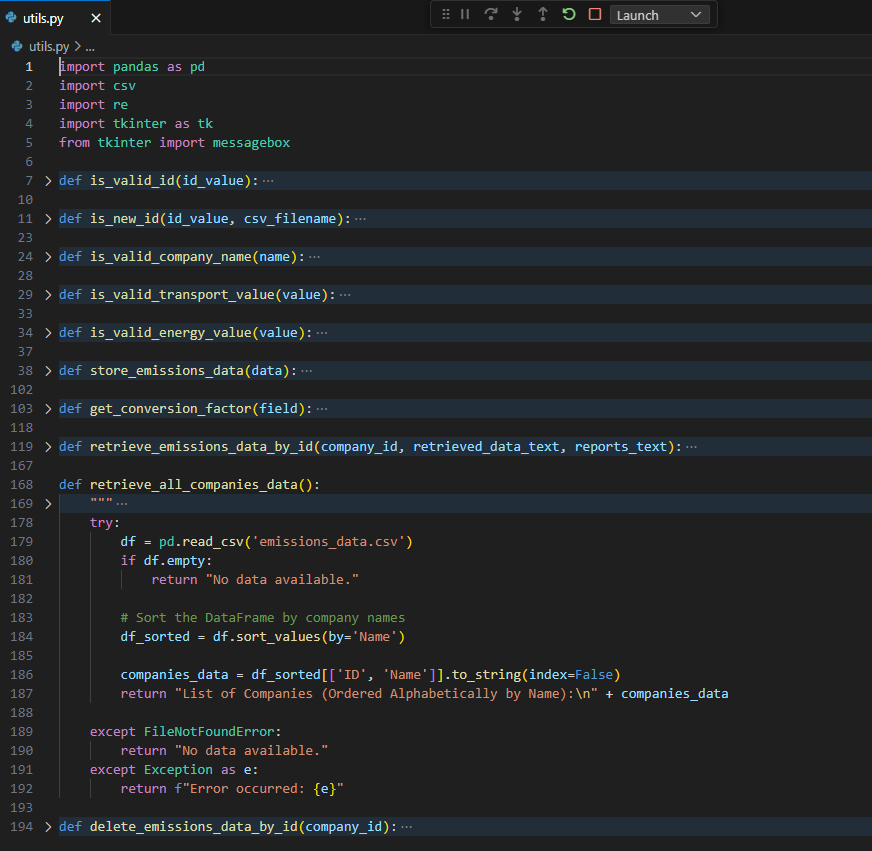 utils.py
Launch
utils.py > ...
1 import pandas as pd
2 import csv
3 import re
4 import tkinter as tk
5 from tkinter import messagebox
6
7 > def is_valid_id(id_value): ···
10
11 > def is_new_id(id_value, csv_filename): ···
23
24 > def is_valid_company_name(name): ···
28
29 > def is_valid_transport_value(value): ···
33
34 > def is_valid_energy_value(value): ···
37
38 > def store_emissions_data(data): ···
102
103 > def get_conversion_factor(field): ···
118
119 > def retrieve_emissions_data_by_id(company_id, retrieved_data_text, reports_text): ···
167
168 def retrieve_all_companies_data():
169 > """ ···
178 try:
179 df = pd.read_csv('emissions_data.csv')
180 if df.empty:
181 return "No data available."
182
183 # Sort the DataFrame by company names
184 df_sorted = df.sort_values(by='Name')
185
186 companies_data = df_sorted[['ID', 'Name']].to_string(index=False)
187 return "List of Companies (Ordered Alphabetically by Name):\n" + companies_data
188
189 except FileNotFoundError:
190 return "No data available."
191 except Exception as e:
192 return f"Error occurred: {e}"
193
194 > def delete_emissions_data_by_id(company_id): ···